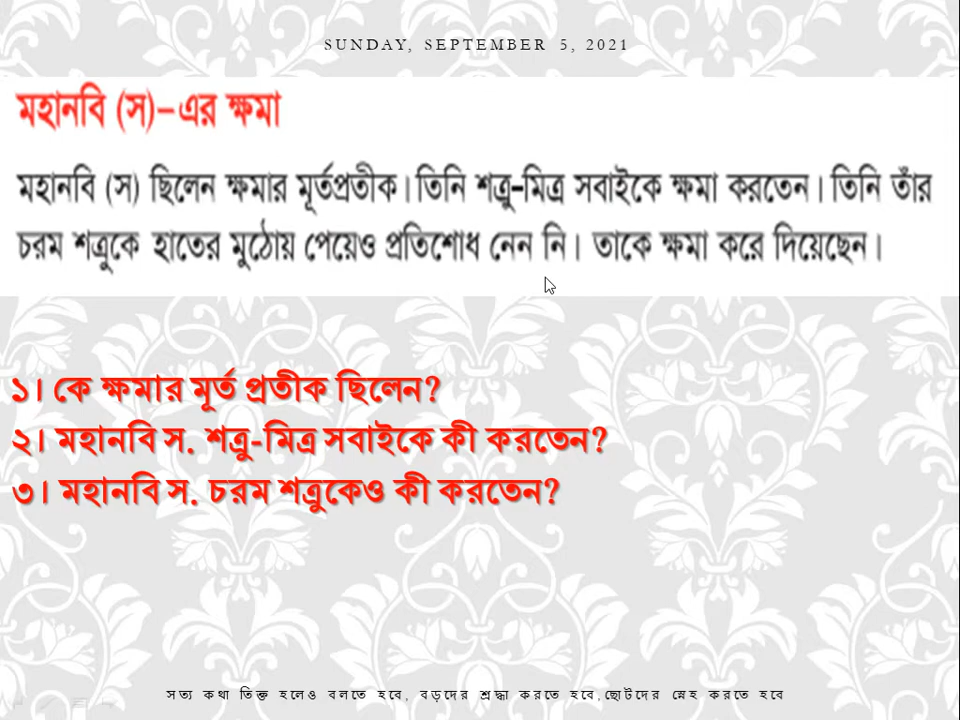 SUNDAY, SEPTEMBER 5, 2021
মহানবি (স)-এর ক্ষমা
মহানবি (স) ছিলেন ক্ষমার মূর্তপ্রতীক। তিনি শত্রু-মিত্র সবাইকে ক্ষমা করতেন। তিনি তাঁর
চরম শত্রুকে হাতের মুঠোয় পেয়েও প্রতিশোধ নেন নি। তাকে ক্ষমা করে দিয়েছেন।
১। কে ক্ষমার মূর্ত প্রতীক ছিলেন?
২। মহানবি স. শত্রু-মিত্র সবাইকে কী করতেন?
৩। মহানবি স. চরম শত্রুকেও কী করতেন?
সত্য কথা তিক্ত হলেও বলতে হবে, বড়দের শ্রদ্ধা করতে হবে,ছোটদের স্নেহ করতে হবে